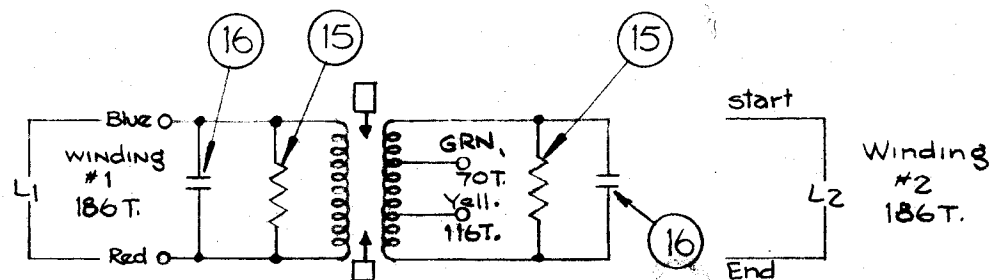 16
15
15
Blue
start
WINDING
#1
186T.
L1
GRN.
70T.
Yell.
116T.
Winding
#2
186T.
L2
16
Red
End